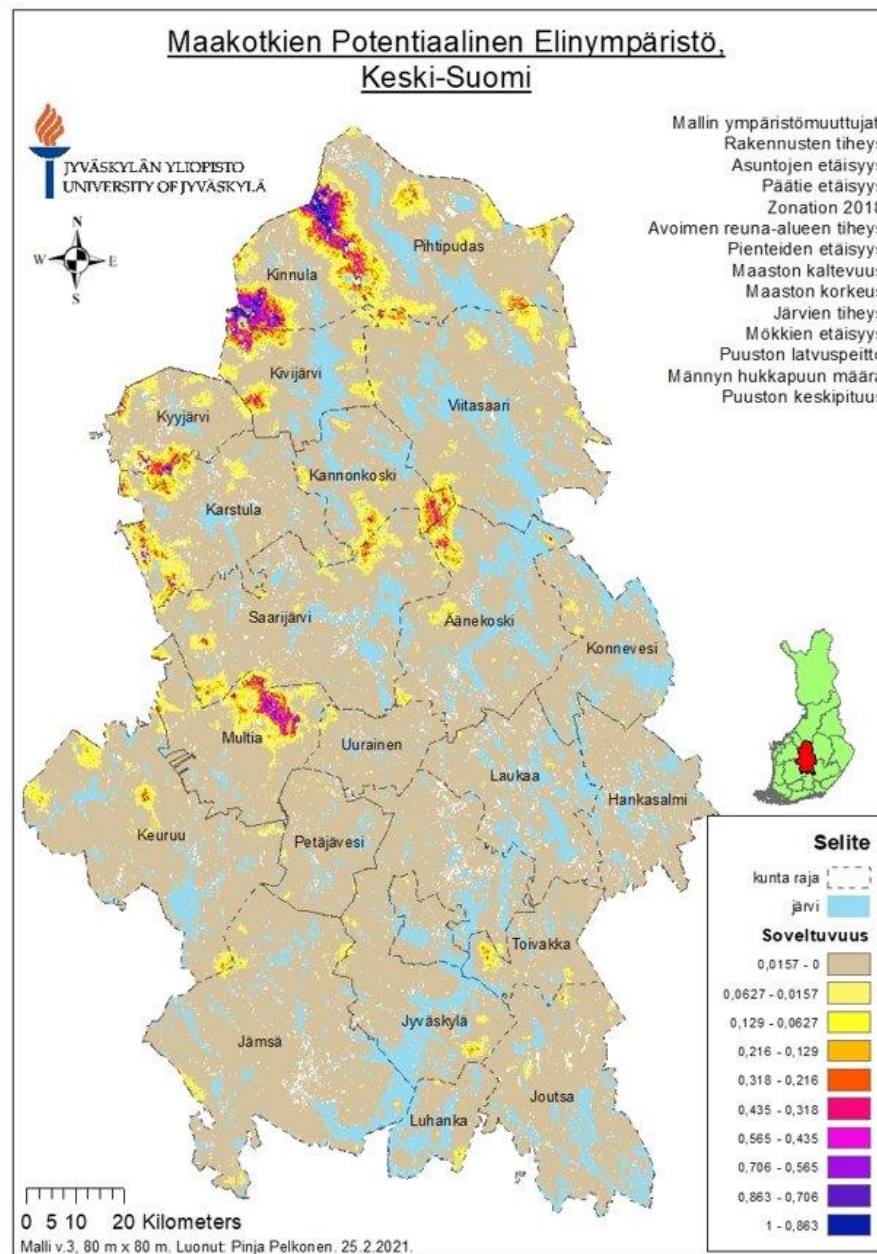 Maakotkien Potentiaalinen Elinympäristö,
Keski-Suomi
JYVÄSKYLÄN YLIOPISTO
UNIVERSITY OF JYVÄSKYLÄ
N
W
E
S
Mallin ympäristömuuttujat
Rakennusten tiheys
Asuntojen etäisyys
Päätie etäisyys
Zonation 2018
Avoimen reuna-alueen tiheys
Pienteiden etäisyys
Maaston kaltevuus
Maaston korkeus
Järvien tiheys
Mökkien etäisyys
Puuston latvuspeitto
Männyn hukkapuun määrä
Puuston keskipituus
Pihtipudas
Kinnula
Kivijärvi
Viitasaari
Kyyjärvi
Kannonkoski
Karstula
Saarijärvi
Äänekoski
Konnevesi
Multia
Uurainen
Laukaa
Hankasalmi
Keuruu
Petäjävesi
Toivakka
Jyväskylä
Jämsä
Joutsa
Luhanka
Selite
kunta raja
järvi
Soveltuvuus
0,0157 - 0
0,0627 - 0,0157
0,129 - 0,0627
0,216 - 0,129
0,318 - 0,216
0,435 - 0,318
0,565 - 0,435
0,706 - 0,565
0,863 - 0,706
1 - 0,863
0 5 10 20 Kilometers
Malli v.3, 80 m x 80 m. Luonut: Pinja Pelkonen. 25.2.2021.